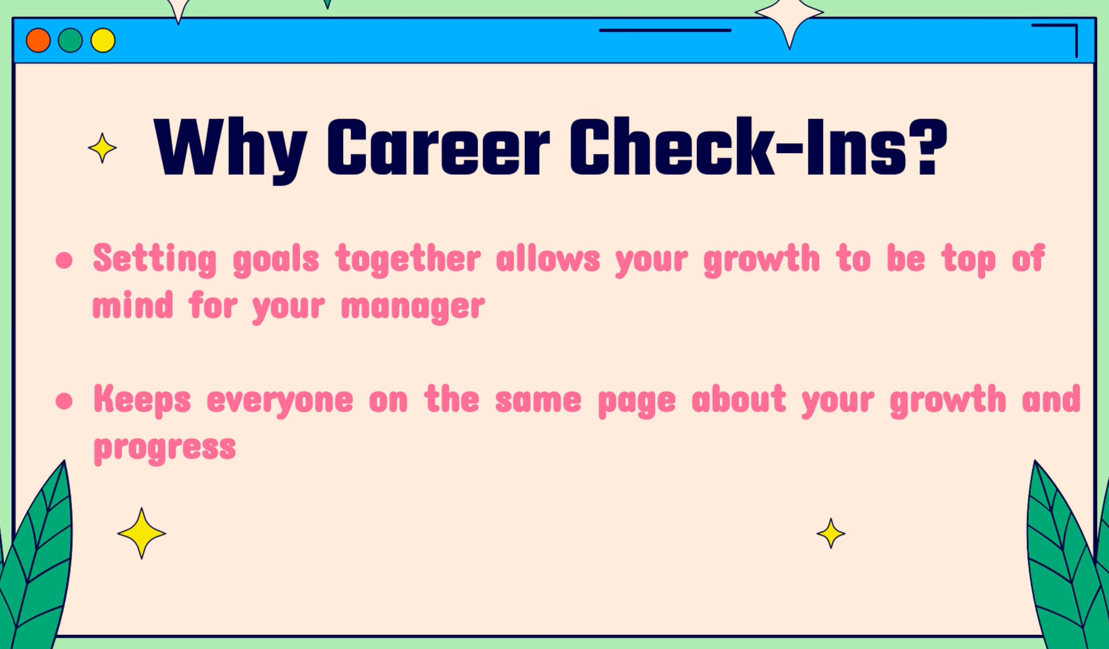 Why Career Check-Ins?
● Setting goals together allows your growth to be top of
mind for your manager
● Keeps everyone on the same page about your growth and
progress